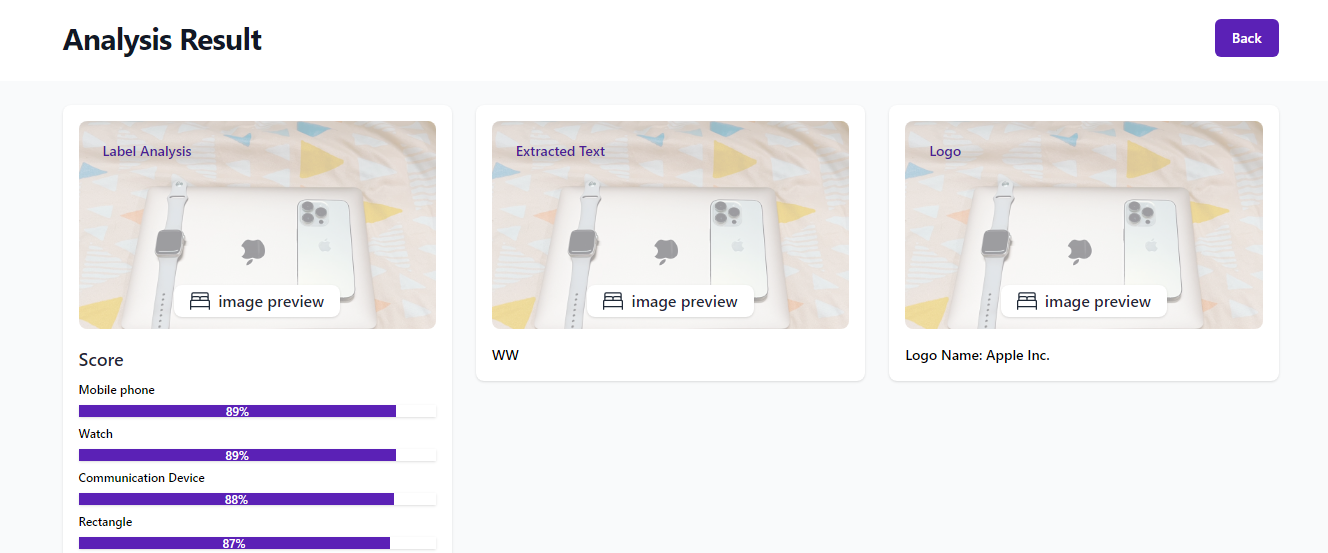 Analysis Result
Back
Label Analysis
image preview
Score
Mobile phone
89%
Watch
89%
Communication Device
88%
Rectangle
87%
Extracted Text
image preview
WW
Logo
image preview
Logo Name: Apple Inc.